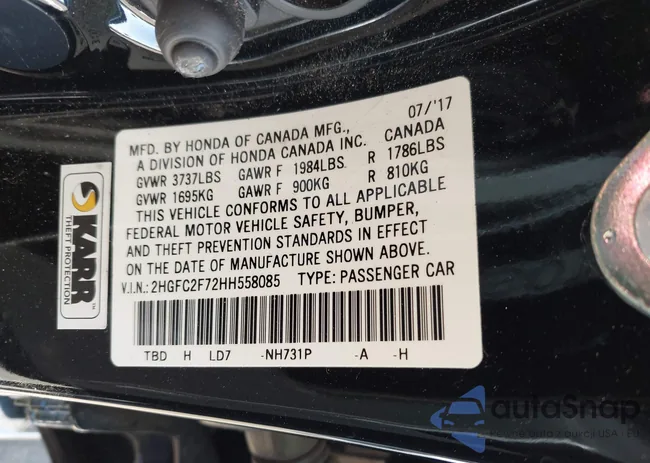 07/'17
MFD. BY HONDA OF CANADA MFG., CANADA
A DIVISION OF HONDA CANADA INC.
GVWR 3737LBS GAWR F 1984LBS R 1786LBS
GVWR 1695KG GAWR F 900KG R 810KG
THIS VEHICLE CONFORMS TO ALL APPLICABLE
FEDERAL MOTOR VEHICLE SAFETY, BUMPER,
AND THEFT PREVENTION STANDARDS IN EFFECT
ON THE DATE OF MANUFACTURE SHOWN ABOVE.
V.I.N.: 2HGFC2F72HH558085 TYPE: PASSENGER CAR
TBD H LD7 -NH731P -A -H
KARR
THEFT PROTECTION
autoSnap